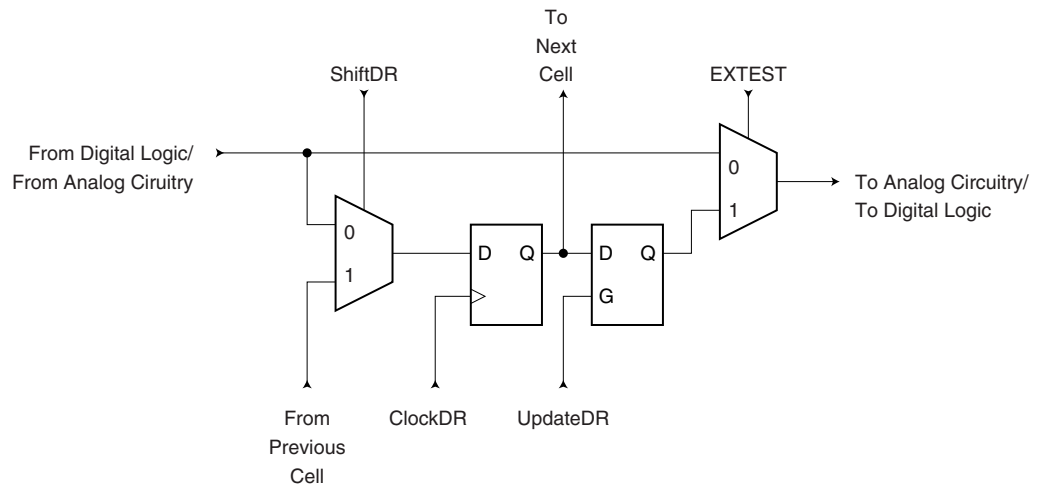 To
Next
Cell
ShiftDR
EXTEST
From Digital Logic/
From Analog Ciruitry
0
1
D Q
D Q
G
0
1
To Analog Circuitry/
To Digital Logic
From
Previous
Cell
ClockDR
UpdateDR